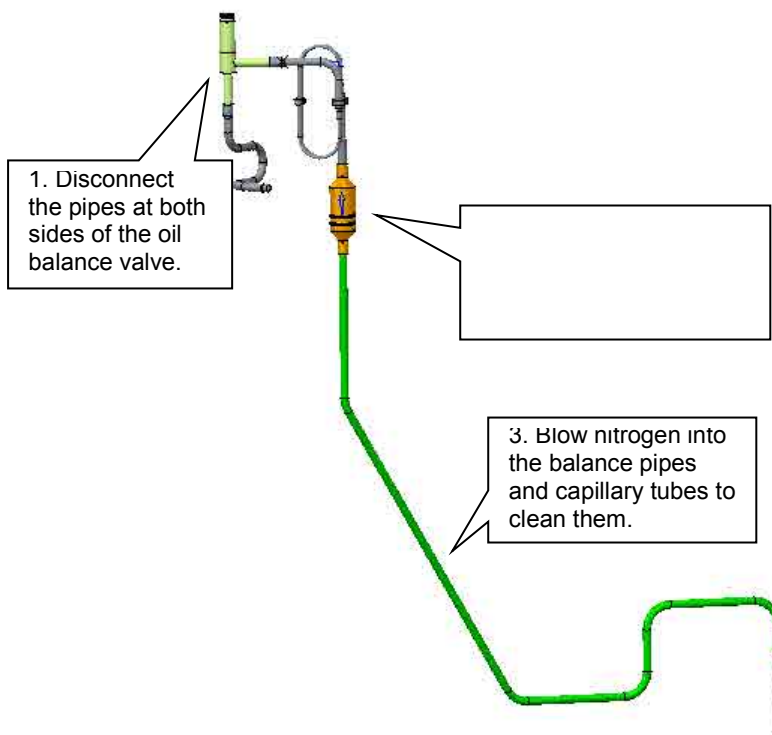 1. Disconnect
the pipes at both
sides of the oil
balance valve.
3. Blow nitrogen into
the balance pipes
and capillary tubes to
clean them.